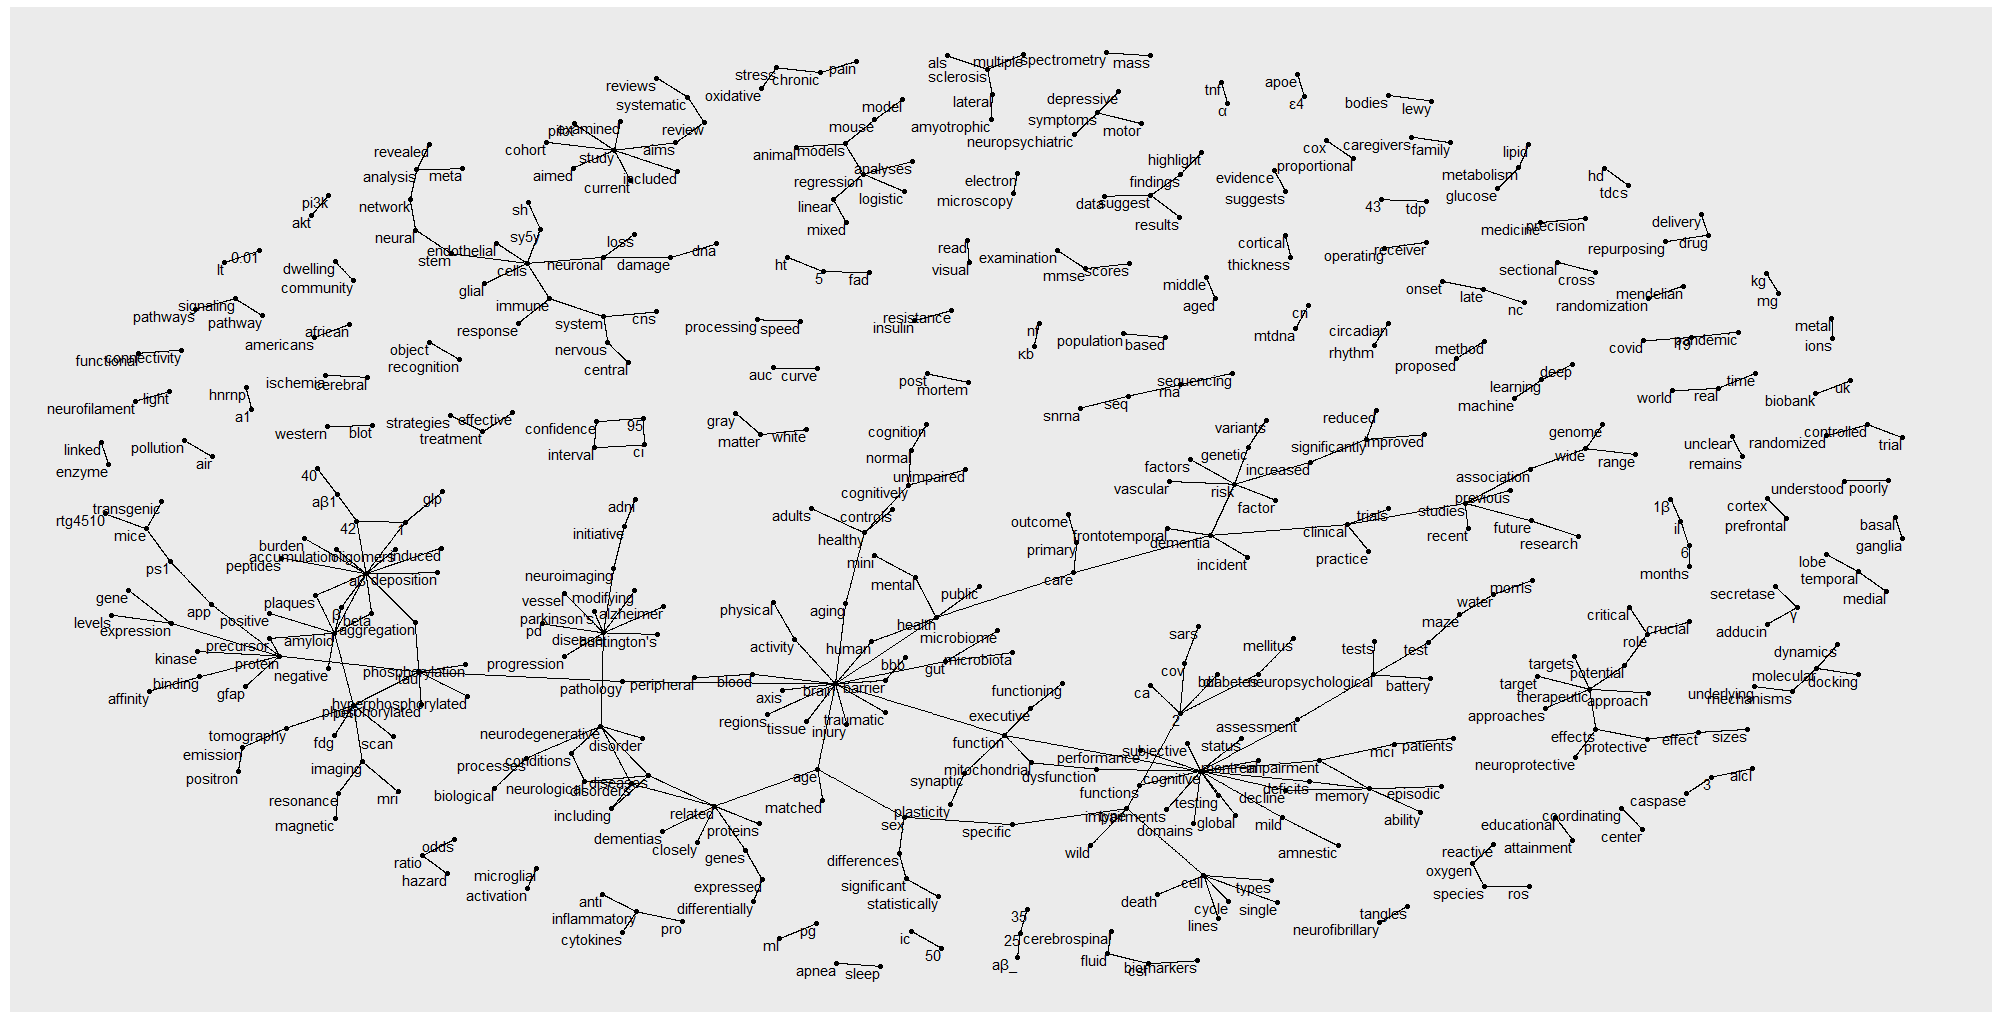 als
multiple
spectrometry
mass
stress
chronic
pain
sclerosis
reviews
oxidative
systematic
apoe
tnf
α
ε4
depressive
bodies
lewy
lateral
model
pilot
examined
review
mouse
amyotrophic
symptoms
motor
cohort
study
aims
neuropsychiatric
cox
proportional
caregivers
family
revealed
animal
models
analyses
highlight
lipid
analysis
meta
aimed
current
included
regression
logistic
electron
microscopy
findings
evidence
suggests
metabolism
glucose
hd
tdcs
pi3k
akt
network
sh
linear
mixed
data
suggest
results
43
tdp
medicine
precision
delivery
neural
sy5y
loss
dna
repurposing
drug
0.01
lt
stem
endothelial
cells
neuronal
damage
read
visual
examination
mmse
scores
cortical
thickness
operating
receiver
dwelling
community
glial
immune
ht
5
fad
middle
aged
onset
late
nc
sectional
cross
kg
mg
signaling
pathways
pathway
response
system
cns
processing
speed
insulin
resistance
cn
mtdna
randomization
mendelian
african
americans
nervous
central
nf
κb
population
based
circadian
rhythm
method
proposed
covid
19
pandemic
metal
ions
functional
connectivity
object
recognition
ischemia
cerebral
auc
curve
post
mortem
sequencing
rna
seq
snrna
deep
learning
machine
world
real
time
biobank
uk
neurofilament
light
hnrnp
a1
western
blot
strategies
effective
treatment
confidence
95
interval
ci
gray
matter
white
cognition
normal
unimpaired
cognitively
variants
reduced
genetic
significantly
improved
factors
increased
genome
wide
range
unclear
remains
randomized
controlled
trial
linked
enzyme
pollution
air
40
aβ1
glp
42
1
transgenic
rtg4510
mice
adni
initiative
adults
controls
healthy
vascular
risk
factor
association
previous
studies
recent
future
research
understood
poorly
outcome
primary
frontotemporal
dementia
incident
clinical
trials
practice
1β
il
6
months
cortex
prefrontal
basal
ganglia
burden
accumulation
oligomers
induced
peptides
aβ
deposition
ps1
neuroimaging
mini
mental
care
lobe
temporal
medial
gene
levels
expression
app
positive
plaques
β
beta
aggregation
vessel
modifying
parkinson's
alzheimer
pd
disease
huntington's
physical
aging
public
health
morris
water
maze
test
tests
critical
role
crucial
secretase
γ
adducin
precursor
amyloid
kinase
protein
negative
binding
affinity
gfap
phosphorylation
tau
progression
pathology
peripheral
blood
activity
human
microbiome
bbb
gut
microbiota
sars
cov
mellitus
ca
diabetes
neuropsychological
battery
targets
target
potential
therapeutic
approach
approaches
dynamics
molecular
docking
underlying
mechanisms
hyperphosphorylated
phosphorylated
axis
brain
barrier
regions
tissue
traumatic
injury
functioning
executive
2
assessment
tomography
fdg
scan
emission
positron
imaging
neurodegenerative
disorder
processes
conditions
function
performance
subjective
status
mci
patients
effects
protective
effect
sizes
neuroprotective
resonance
magnetic
mri
biological
neurological
diseases
disorders
age
matched
synaptic
mitochondrial
dysfunction
cognitive
montreal
impairment
functions
testing
decline
deficits
memory
episodic
caspase
3
including
related
plasticity
sex
specific
impairments
domains
global
mild
ability
dementias
closely
proteins
wild
amnestic
educational
attainment
coordinating
center
odds
ratio
hazard
microglial
activation
genes
expressed
differentially
differences
significant
statistically
cell
types
death
cycle
single
lines
reactive
oxygen
species
ros
anti
inflammatory
cytokines
pro
tangles
neurofibrillary
ml
pg
ic
50
35
25
aβ_
cerebrospinal
fluid
csf
biomarkers
apnea
sleep